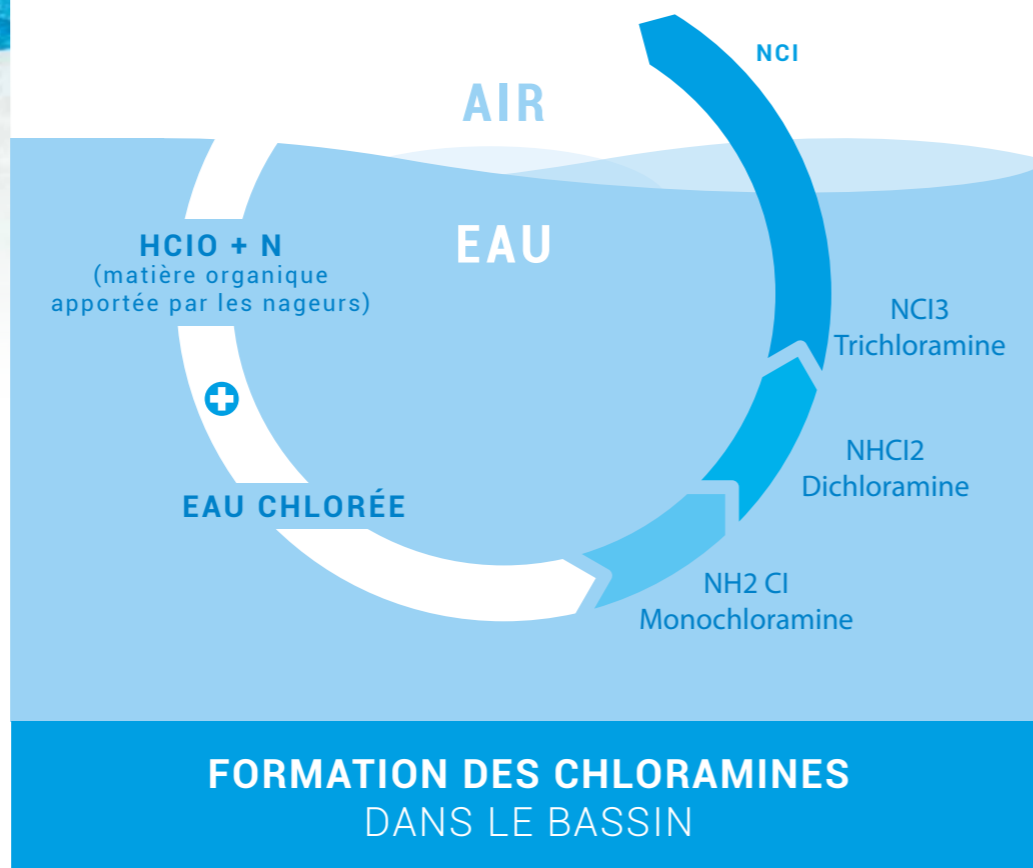 NCl
AIR
EAU
HClO + N
(matière organique
apportée par les nageurs)
EAU CHLORÉE
NCl3
Trichloramine
NHCl2
Dichloramine
NH2 Cl
Monochloramine
FORMATION DES CHLORAMINES
DANS LE BASSIN